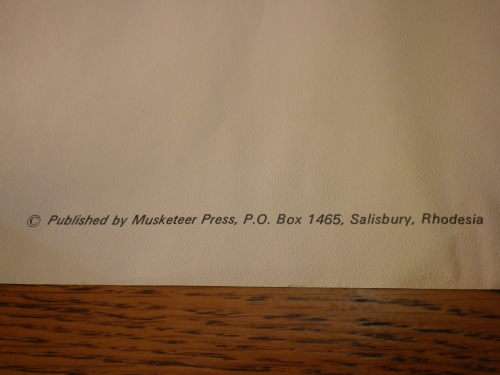 © Published by Musketeer Press, P.O. Box 1465, Salisbury, Rhodesia